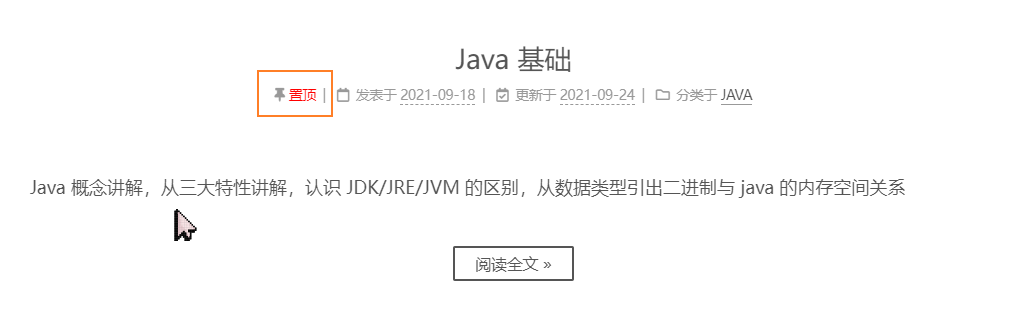 Java 基础
置顶 | 发表于 2021-09-18 | 更新于 2021-09-24 | 分类于 JAVA
Java 概念讲解，从三大特性讲解，认识 JDK/JRE/JVM 的区别，从数据类型引出二进制与 java 的内存空间关系
阅读全文 »